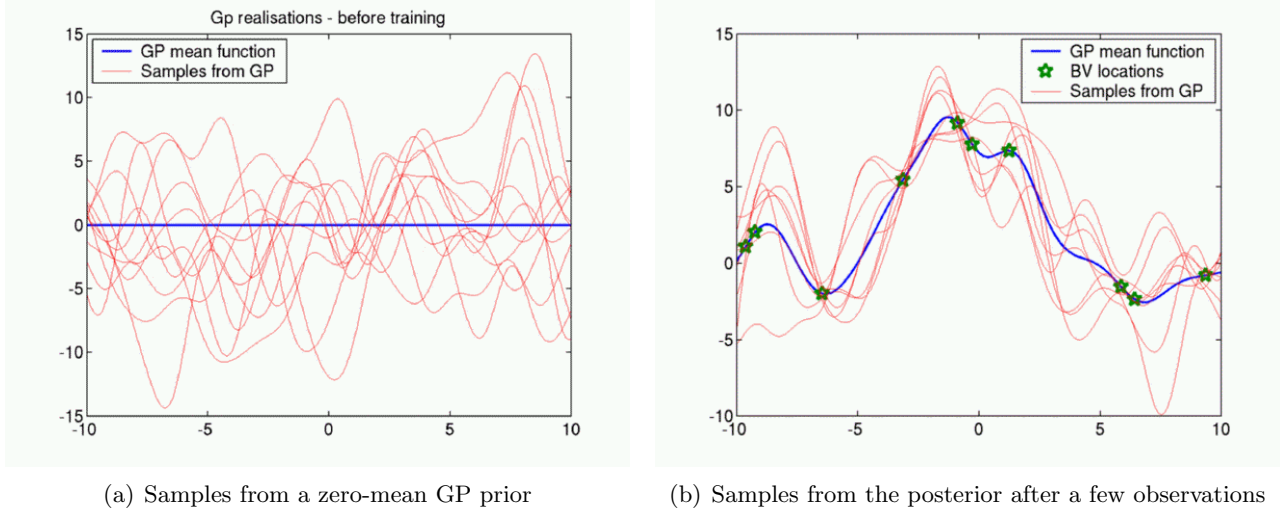 Gp realisations - before training
GP mean function
Samples from GP
15
10
5
0
-5
-10
-15
-10
-5
0
5
10
(a) Samples from a zero-mean GP prior
GP mean function
BV locations
Samples from GP
15
10
5
0
-5
-10
-10
-5
0
5
10
(b) Samples from the posterior after a few observations